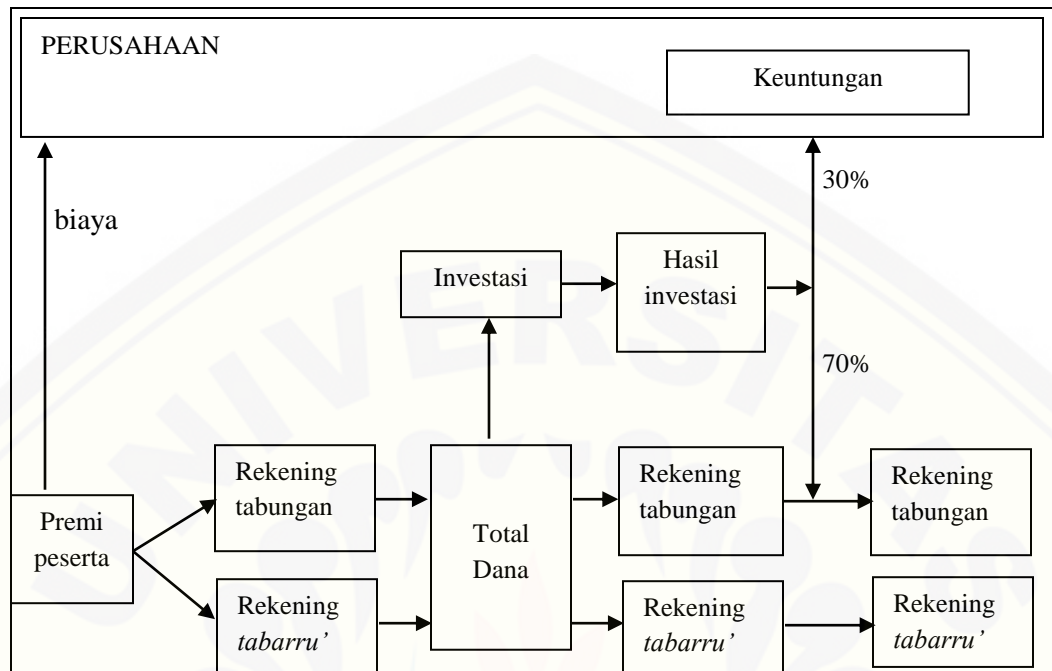 PERUSAHAAN
Keuntungan
30%
biaya
Investasi
Hasil
investasi
70%
Premi
peserta
Rekening
tabungan
Total
Dana
Rekening
tabungan
Rekening
tabungan
Rekening
tabarru’
Rekening
tabarru’
Rekening
tabarru’
UNIVERSITAS